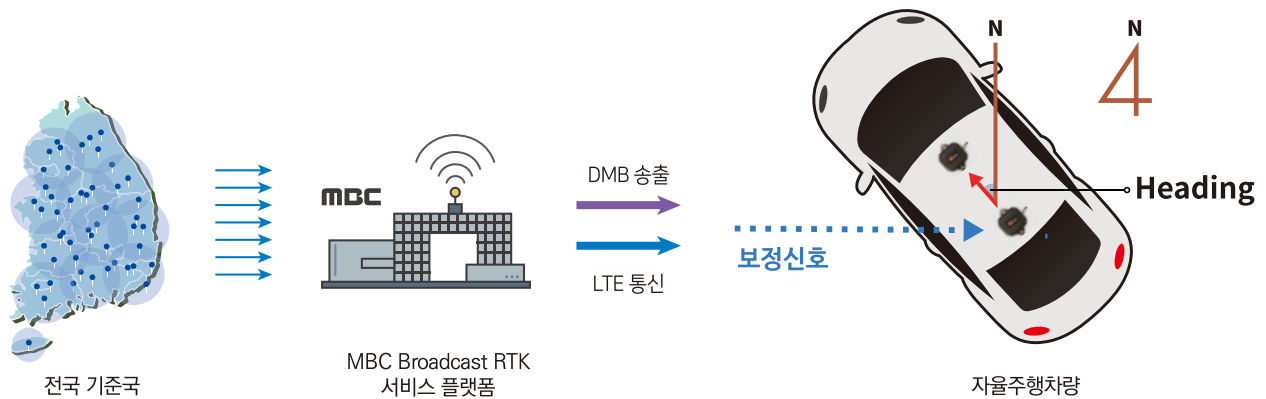 전국 기준국
MBC
MBC Broadcast RTK
서비스 플랫폼
DMB 송출
LTE 통신
보정신호
N
N
Heading
자율주행차량